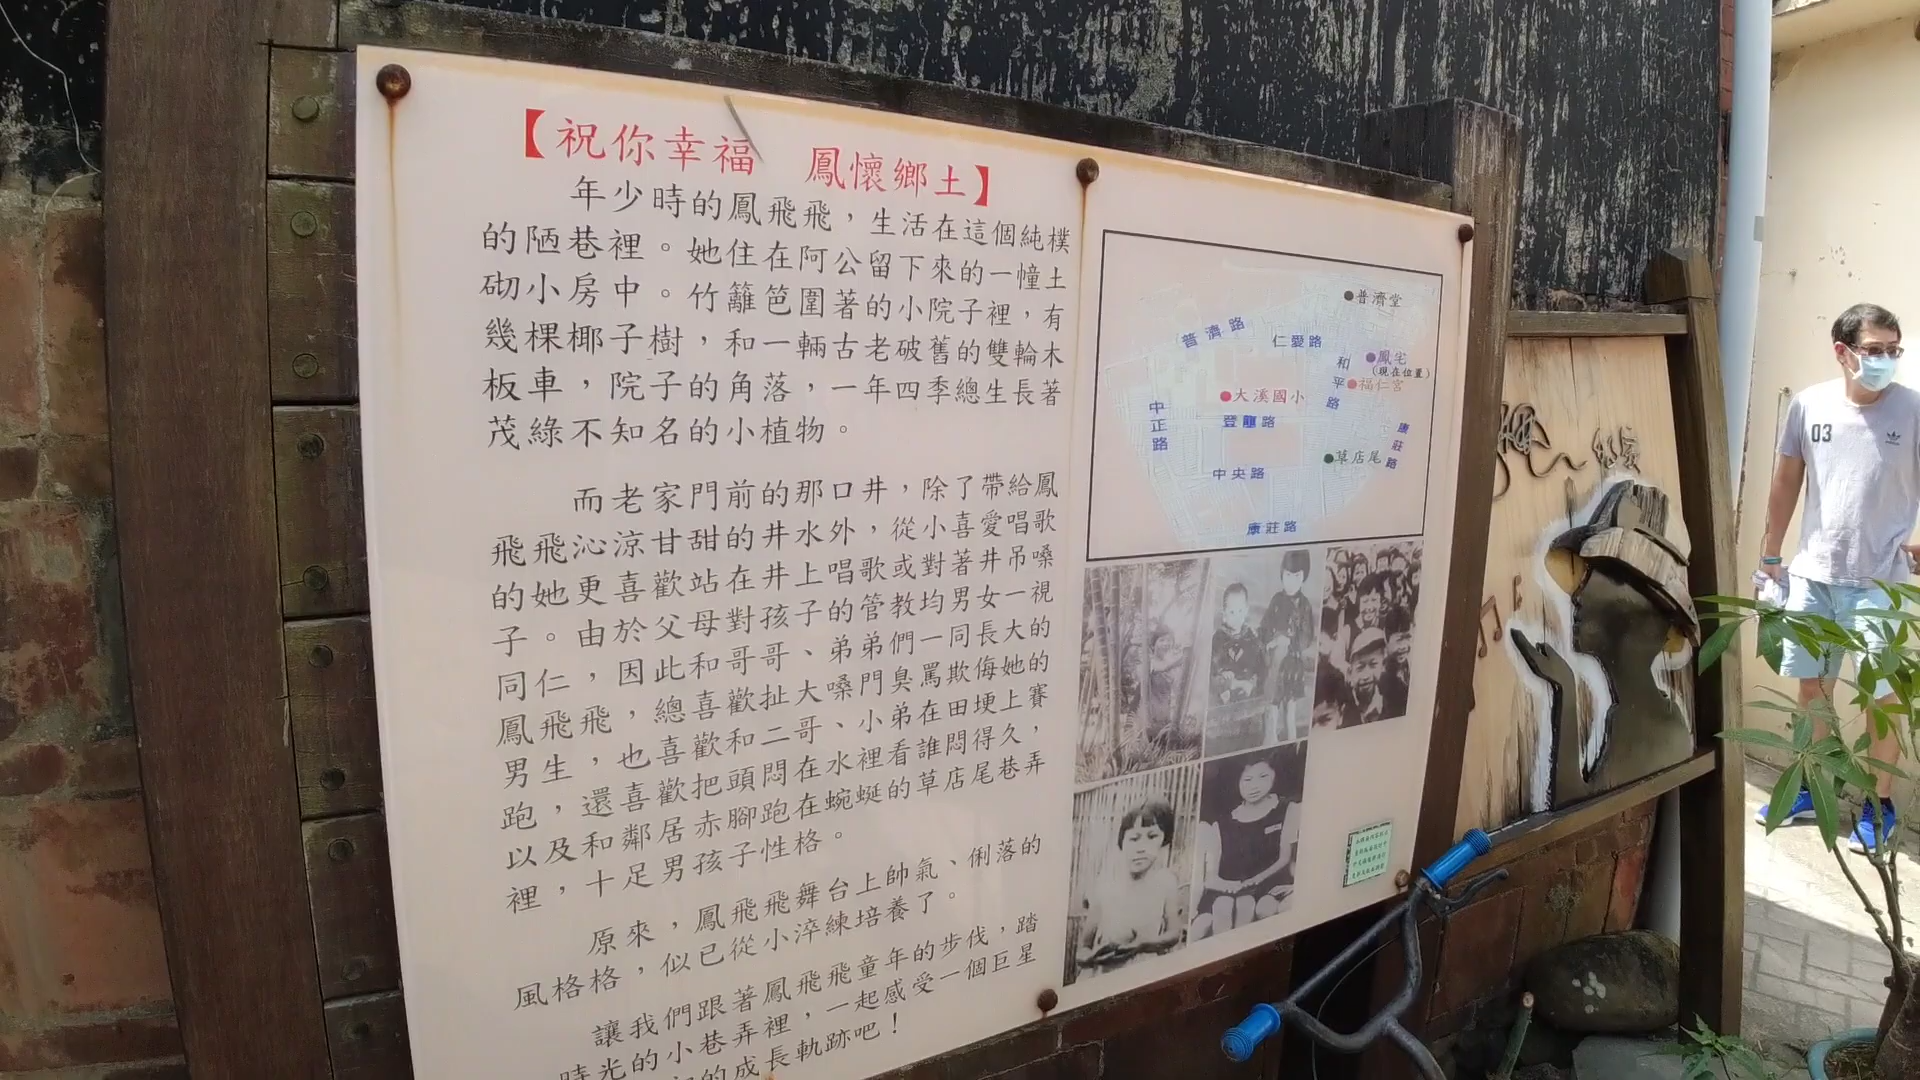 【祝你幸福　鳳懷鄉土】
年少時的鳳飛飛，生活在這個純樸
的陋巷裡。她住在阿公留下來的一幢土
砌小房中。竹籬笆圍著的小院子裡，有
幾棵椰子樹，和一輛古老破舊的雙輪木
板車，院子的角落，一年四季總生長著
茂綠不知名的小植物。
而老家門前的那口井，除了帶給鳳
飛飛沁涼甘甜的井水外，從小喜愛唱歌
的她更喜歡站在井上唱歌或對著井吊嗓
子。由於父母對孩子的管教均男女一視
同仁，因此和哥哥、弟弟們一同長大的
鳳飛飛，總喜歡扯大嗓門臭罵欺侮她的
男生，也喜歡和二哥、小弟在田埂上賽
跑，還喜歡把頭悶在水裡看誰悶得久，
以及和鄰居赤腳跑在蜿蜒的草店尾巷弄
裡，十足男孩子性格。
原來，鳳飛飛舞台上帥氣、俐落的
風格格，似已從小淬練培養了。
讓我們跟著鳳飛飛童年的步伐，踏
時光的小巷弄裡，一起感受一個巨星
的成長軌跡吧！
普濟堂
普濟路
仁愛路
和平路
鳳宅
(現在位置)
福仁宮
大溪國小
登龍路
中正路
康莊路
草店尾
中央路
康莊路
03